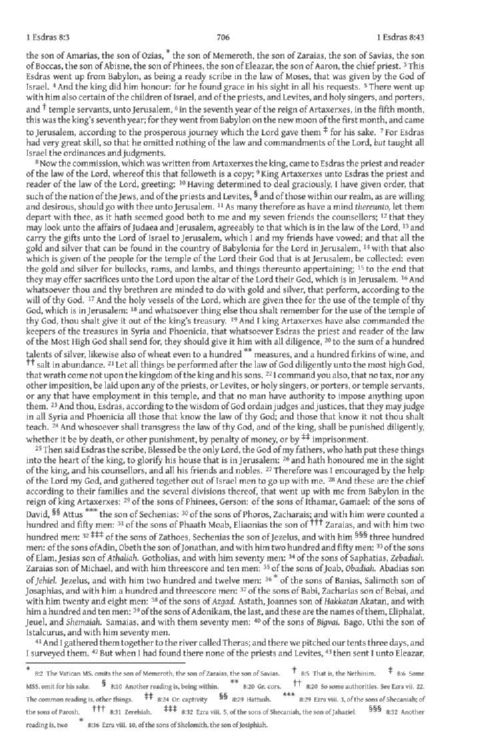 1 Esdras 8:3 706 1 Esdras 8:43
the son of Amarias, the son of Ozias, * the son of Memeroth, the son of Zaraias, the son of Savias, the son
of Boccas, the son of Abisne, the son of Phinees, the son of Eleazar, the son of Aaron, the chief priest. 3 This
Esdras went up from Babylon, as being a ready scribe in the law of Moses, that was given by the God of
Israel. 4 And the king did him honour: for he found grace in his sight in all his requests. 5 There went up
with him also certain of the children of Israel, and of the priests, and Levites, and holy singers, and porters,
and † temple servants, unto Jerusalem, 6 in the seventh year of the reign of Artaxerxes, in the fifth month,
this was the king's seventh year; for they went from Babylon on the new moon of the first month, and came
to Jerusalem, according to the prosperous journey which the Lord gave them ‡ for his sake. 7 For Esdras
had very great skill, so that he omitted nothing of the law and commandments of the Lord, but taught all
Israel the ordinances and judgments.
8 Now the commission, which was written from Artaxerxes the king, came to Esdras the priest and reader
of the law of the Lord, whereof this that followeth is a copy; 9 King Artaxerxes unto Esdras the priest and
reader of the law of the Lord, greeting: 10 Having determined to deal graciously, I have given order, that
such of the nation of the Jews, and of the priests and Levites, § and of those within our realm, as are willing
and desirous, should go with thee unto Jerusalem. 11 As many therefore as have a mind thereunto, let them
depart with thee, as it hath seemed good both to me and my seven friends the counsellors; 12 that they
may look unto the affairs of Judaea and Jerusalem, agreeably to that which is in the law of the Lord, 13 and
carry the gifts unto the Lord of Israel to Jerusalem, which I and my friends have vowed; and that all the
gold and silver that can be found in the country of Babylonia for the Lord in Jerusalem, 14 with that also
which is given of the people for the temple of the Lord their God that is at Jerusalem, be collected: even
the gold and silver for bullocks, rams, and lambs, and things thereunto appertaining; 15 to the end that
they may offer sacrifices unto the Lord upon the altar of the Lord their God, which is in Jerusalem. 16 And
whatsoever thou and thy brethren are minded to do with gold and silver, that perform, according to the
will of thy God. 17 And the holy vessels of the Lord, which are given thee for the use of the temple of thy
God, which is in Jerusalem: 18 and whatsoever thing else thou shalt remember for the use of the temple of
thy God, thou shalt give it out of the king's treasury. 19 And I king Artaxerxes have also commanded the
keepers of the treasures in Syria and Phoenicia, that whatsoever Esdras the priest and reader of the law
of the Most High God shall send for, they should give it him with all diligence, 20 to the sum of a hundred
talents of silver, likewise also of wheat even to a hundred ** measures, and a hundred firkins of wine, and
†† salt in abundance. 21 Let all things be performed after the law of God diligently unto the most high God,
that wrath come not upon the kingdom of the king and his sons. 22 I command you also, that no tax, nor any
other imposition, be laid upon any of the priests, or Levites, or holy singers, or porters, or temple servants,
or any that have employment in this temple, and that no man have authority to impose anything upon
them. 23 And thou, Esdras, according to the wisdom of God ordain judges and justices, that they may judge
in all Syria and Phoenicia all those that know the law of thy God; and those that know it not thou shalt
teach. 24 And whosoever shall transgress the law of thy God, and of the king, shall be punished diligently,
whether it be by death, or other punishment, by penalty of money, or by ‡‡ imprisonment.
25 Then said Esdras the scribe, Blessed be the only Lord, the God of my fathers, who hath put these things
into the heart of the king, to glorify his house that is in Jerusalem: 26 and hath honoured me in the sight
of the king, and his counsellors, and all his friends and nobles. 27 Therefore was I encouraged by the help
of the Lord my God, and gathered together out of Israel men to go up with me. 28 And these are the chief
according to their families and the several divisions thereof, that went up with me from Babylon in the
reign of king Artaxerxes: 29 of the sons of Phinees, Gerson: of the sons of Ithamar, Gamael: of the sons of
David, §§ Attus *** the son of Sechenias: 30 of the sons of Phoros, Zacharais; and with him were counted a
hundred and fifty men: 31 of the sons of Phaath Moab, Eliaonias the son of ††† Zaraias, and with him two
hundred men: 32 ‡‡‡ of the sons of Zathoes, Sechenias the son of Jezelus, and with him §§§ three hundred
men: of the sons of Adin, Obeth the son of Jonathan, and with him two hundred and fifty men: 33 of the sons
of Elam, Jesias son of Athaliah. Gotholias, and with him seventy men: 34 of the sons of Saphatias, Zebadiah.
Zaraias son of Michael, and with him threescore and ten men: 35 of the sons of Joab, Obadiah. Abadias son
of Jehiel. Jezelus, and with him two hundred and twelve men: 36 * of the sons of Banias, Salimoth son of
Josaphias, and with him a hundred and threescore men: 37 of the sons of Babi, Zacharias son of Bebai, and
with him twenty and eight men: 38 of the sons of Azgad. Astath, Joannes son of Hakkatan Akatan, and with
him a hundred and ten men: 39 of the sons of Adonikam, the last, and these are the names of them, Eliphalat,
Jeuel, and Shemaiah. Samaias, and with them seventy men: 40 of the sons of Bigvai. Bago, Uthi the son of
Istalcurus, and with him seventy men.
41 And I gathered them together to the river called Theras; and there we pitched our tents three days, and
I surveyed them. 42 But when I had found there none of the priests and Levites, 43 then sent I unto Eleazar,
* 8:2 The Vatican MS. omits the son of Memeroth, the son of Zaraias, the son of Savias. † 8:5 That is, the Nethinim. ‡ 8:6 Some
MSS. omit for his sake. § 8:10 Another reading is, being within. ** 8:20 Gr. cors. †† 8:20 So some authorities. See Ezra vii. 22.
The common reading is, other things. ‡‡ 8:24 Or, captivity §§ 8:29 Hattush. *** 8:29 Ezra viii. 3, of the sons of Shecaniah; of
the sons of Parosh. ††† 8:31 Zerehiah. ‡‡‡ 8:32 Ezra viii. 5, of the sons of Shecaniah, the son of Jahaziel. §§§ 8:32 Another
reading is, two * 8:36 Ezra viii. 10, of the sons of Shelomith, the son of Josiphiah.